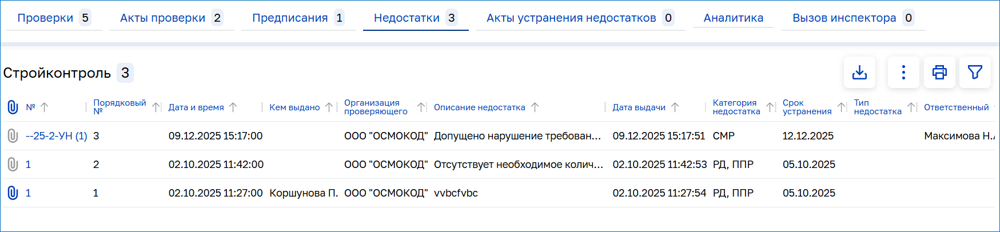 Проверки 5 Акты проверки 2 Предписания 1 Недостатки 3 Акты устранения недостатков 0 Аналитика Вызов инспектора 0
Стройконтроль 3
№ Порядковый № Дата и время Кем выдано Организация проверяющего Описание недостатка Дата выдачи Категория недостатка Срок устранения Тип недостатка Ответственный
--25-2-УН (1) 3 09.12.2025 15:17:00 ООО "ОСМОКОД" Допущено нарушение требован... 09.12.2025 15:17:51 СМР 12.12.2025 Максимова Н.А
1 2 02.10.2025 11:42:00 ООО "ОСМОКОД" Отсутствует необходимое колич... 02.10.2025 11:42:53 РД, ППР 05.10.2025
1 1 02.10.2025 11:27:00 Коршунова П. ООО "ОСМОКОД" vvbcfvbc 02.10.2025 11:27:54 РД, ППР 05.10.2025